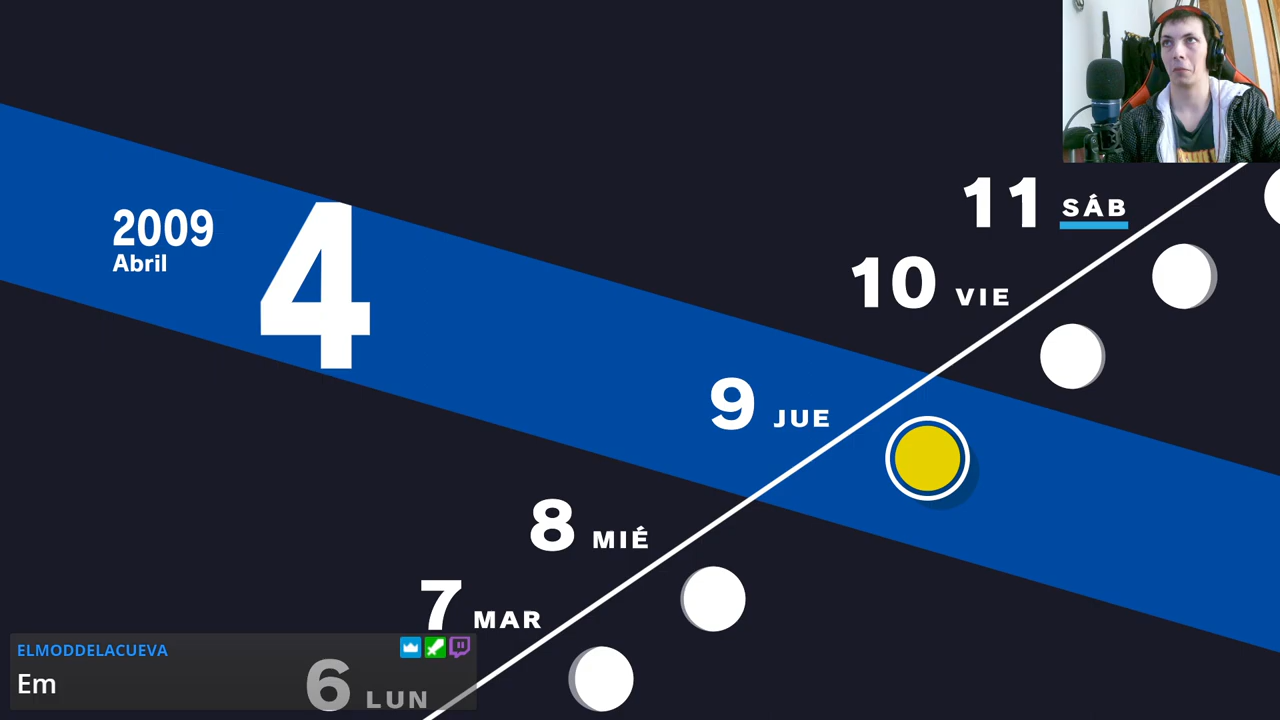 2009
Abril
4
11 SÁB
10 VIE
9 JUE
8 MIÉ
7 MAR
6 LUN
ELMODDELACUEVA
Em